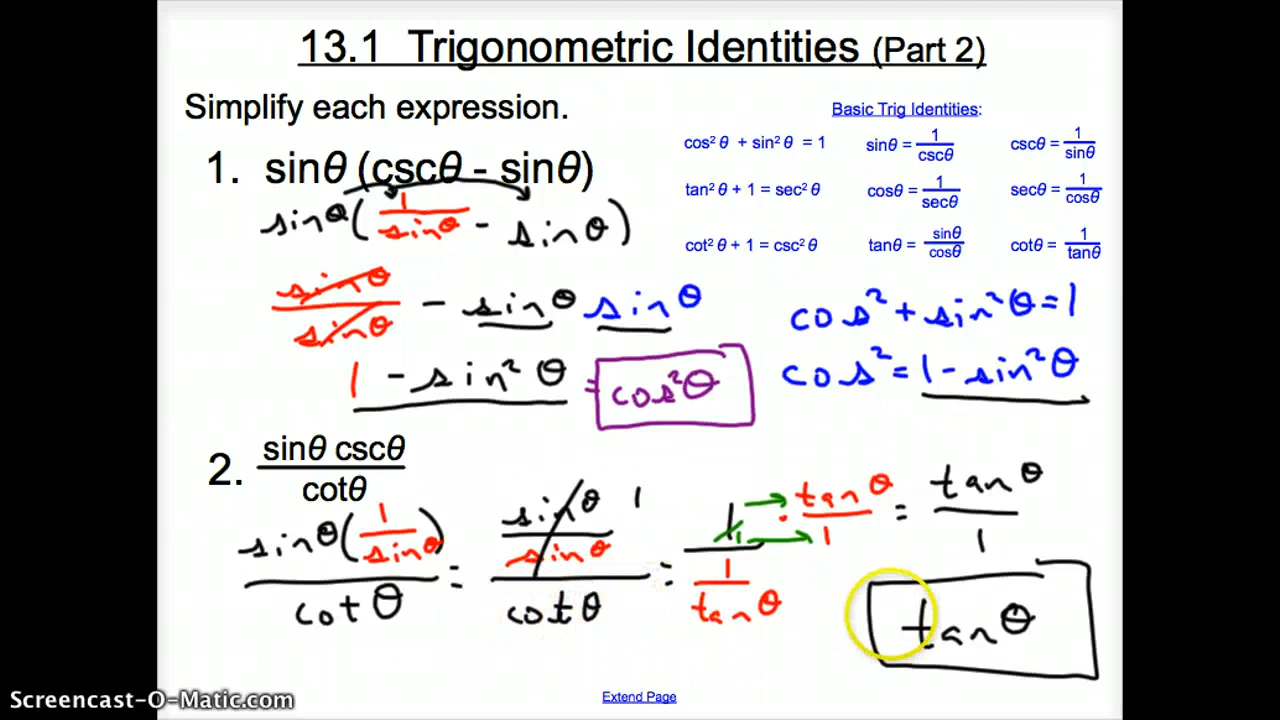 13.1 Trigonometric Identities (Part 2)
Simplify each expression.
Basic Trig Identities:
cos² θ + sin² θ = 1
sinθ = 1/cscθ
cscθ = 1/sinθ
tan² θ + 1 = sec² θ
cosθ = 1/secθ
secθ = 1/cosθ
cot² θ + 1 = csc² θ
tanθ = sinθ/cosθ
cotθ = 1/tanθ
1. sinθ (cscθ - sinθ)
sinθ ( 1/sinθ - sinθ )
sinθ/sinθ - sinθ sinθ
1 - sin² θ = cos²θ
cos² + sin² θ = 1
cos² = 1 - sin² θ
2. sinθ cscθ / cotθ
sinθ ( 1/sinθ ) / cot θ = sinθ/sinθ 1 / cotθ = 1/1 / 1/tanθ · tanθ/1 = tanθ/1
tanθ
Extend Page
Screencast-O-Matic.com